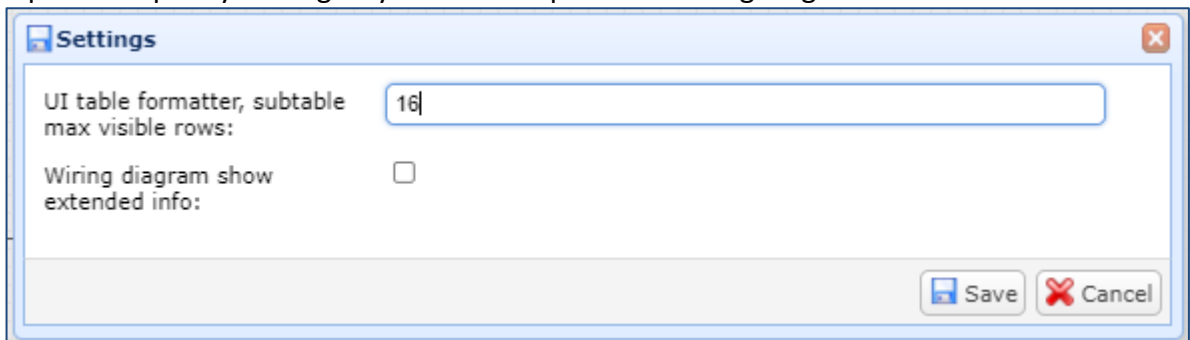 Settings
UI table formatter, subtable
max visible rows:
16
Wiring diagram show
extended info:
Save
Cancel